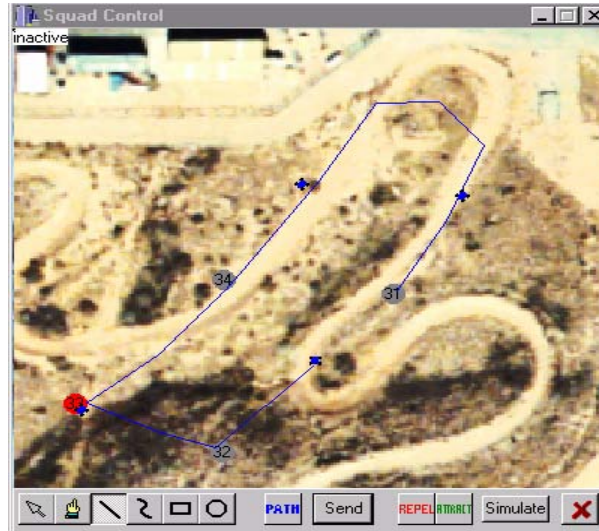 Squad Control
inactive
34
31
32
PATH
Send
REPEL
ATTRACT
Simulate